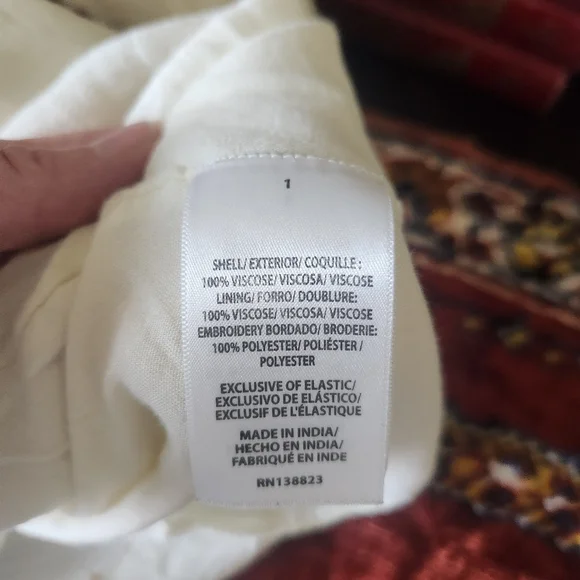 1
SHELL/ EXTERIOR/ COQUILLE :
100% VISCOSE/ VISCOSA/ VISCOSE
LINING/ FORRO/ DOUBLURE:
100% VISCOSE/ VISCOSA/ VISCOSE
EMBROIDERY BORDADO/ BRODERIE:
100% POLYESTER/ POLIÉSTER /
POLYESTER
EXCLUSIVE OF ELASTIC/
EXCLUSIVO DE ELÁSTICO/
EXCLUSIF DE L'ÉLASTIQUE
MADE IN INDIA/
HECHO EN INDIA/
FABRIQUÉ EN INDE
RN138823